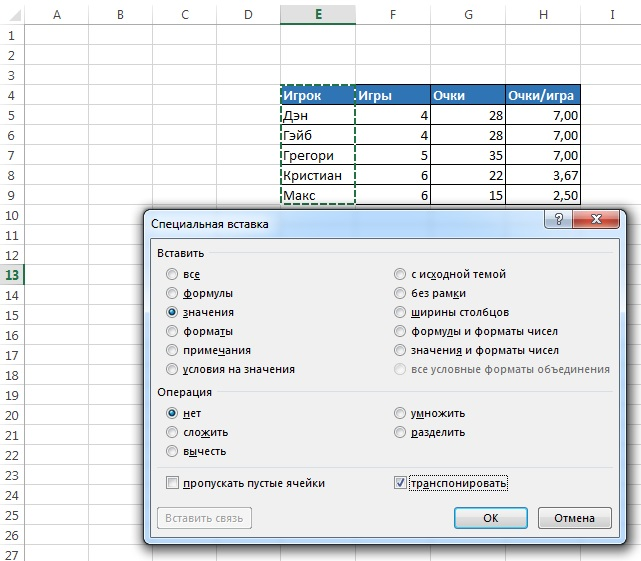 A B C D E F G H I
1
2
3
4 Игрок Игры Очки Очки/игра
5 Дэн 4 28 7,00
6 Гэйб 4 28 7,00
7 Грегори 5 35 7,00
8 Кристиан 6 22 3,67
9 Макс 6 15 2,50
10
11
12
13
14
15
16
17
18
19
20
21
22
23
24
25
26
27
Специальная вставка
?
Вставить
все с исходной темой
формулы без рамки
значения ширины столбцов
форматы формулы и форматы чисел
примечания значения и форматы чисел
условия на значения все условные форматы объединения
Операция
нет умножить
сложить разделить
вычесть
пропускать пустые ячейки транспонировать
Вставить связь ОК Отмена